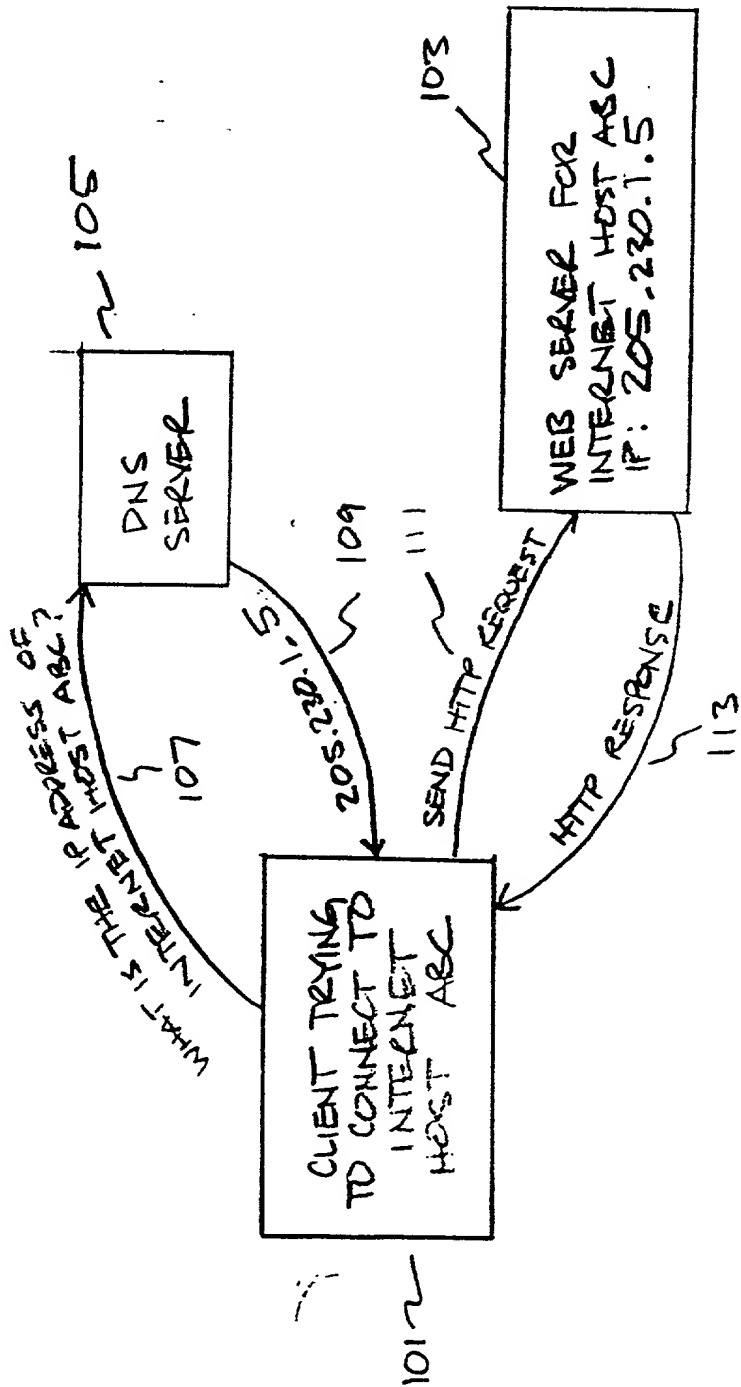 WHAT IS THE IP ADDRESS OF
INTERNET HOST ABC?
107
DNS
SERVER
105
205.230.1.5
109
CLIENT TRYING
TO CONNECT TO
INTERNET
HOST ABC
101
SEND HTTP REQUEST
111
WEB SERVER FOR
INTERNET HOST ABC
IP: 205.230.1.5
103
HTTP RESPONSE
113